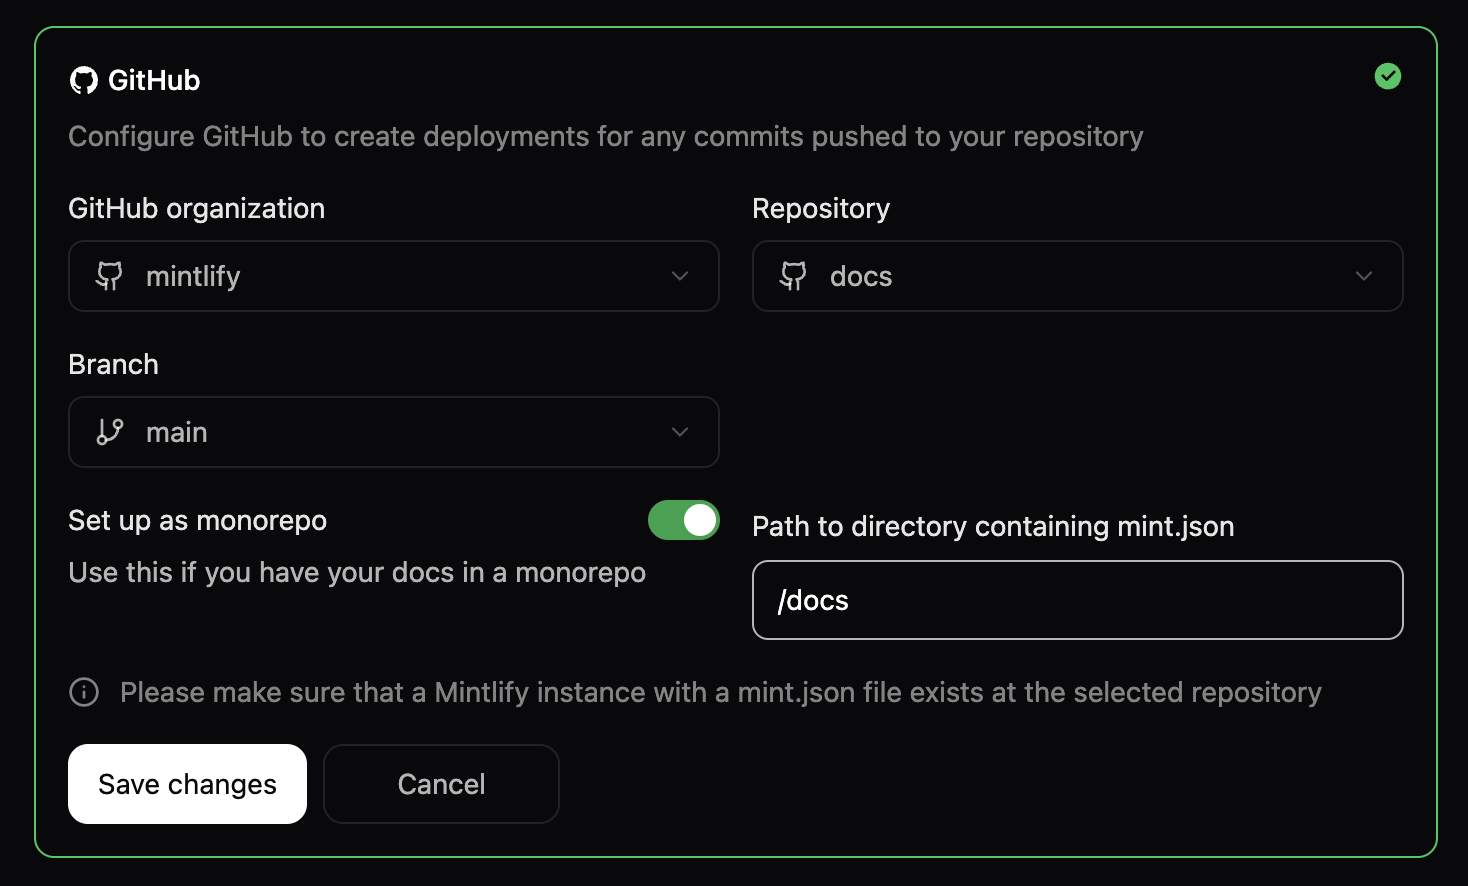 GitHub
Configure GitHub to create deployments for any commits pushed to your repository
GitHub organization
mintlify
Repository
docs
Branch
main
Set up as monorepo
Use this if you have your docs in a monorepo
Path to directory containing mint.json
/docs
Please make sure that a Mintlify instance with a mint.json file exists at the selected repository
Save changes
Cancel